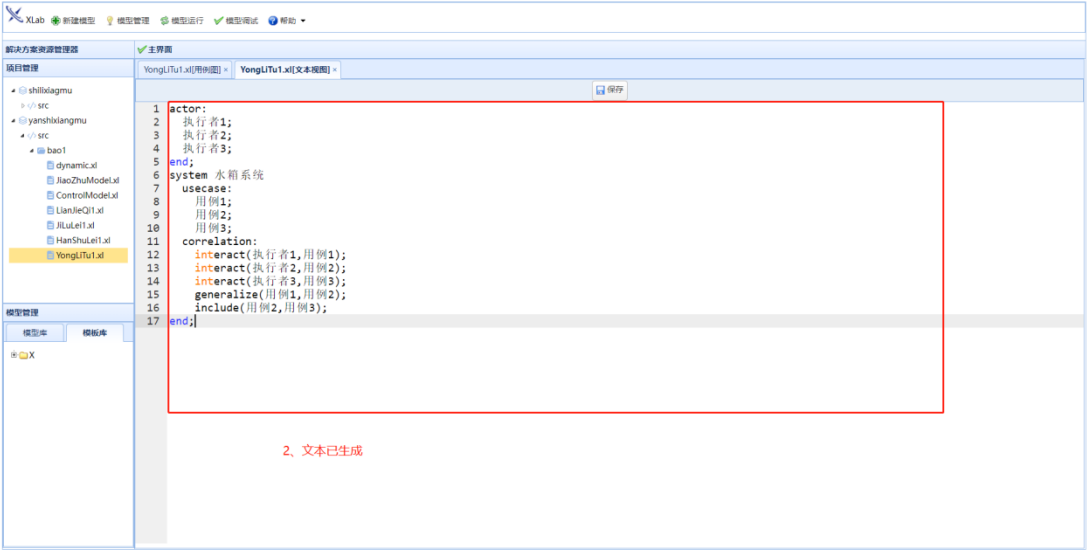 XLab 新建模型 模型管理 模型运行 模型调试 帮助
解决方案资源管理器
主界面
项目管理
YongLiTu1.xl[用例图] × YongLiTu1.xl[文本视图] ×
保存
shilixiagmu
src
yanshixiangmu
src
bao1
dynamic.xl
JiaoZhuModel.xl
ControlModel.xl
LianJieQi1.xl
JiLuLei1.xl
HanShuLei1.xl
YongLiTu1.xl
模型管理
模型库 模板库
X
1 actor:
2 执行者1;
3 执行者2;
4 执行者3;
5 end;
6 system 水箱系统
7 usecase:
8 用例1;
9 用例2;
10 用例3;
11 correlation:
12 interact(执行者1,用例1);
13 interact(执行者2,用例2);
14 interact(执行者3,用例3);
15 generalize(用例1,用例2);
16 include(用例2,用例3);
17 end;
2、文本已生成